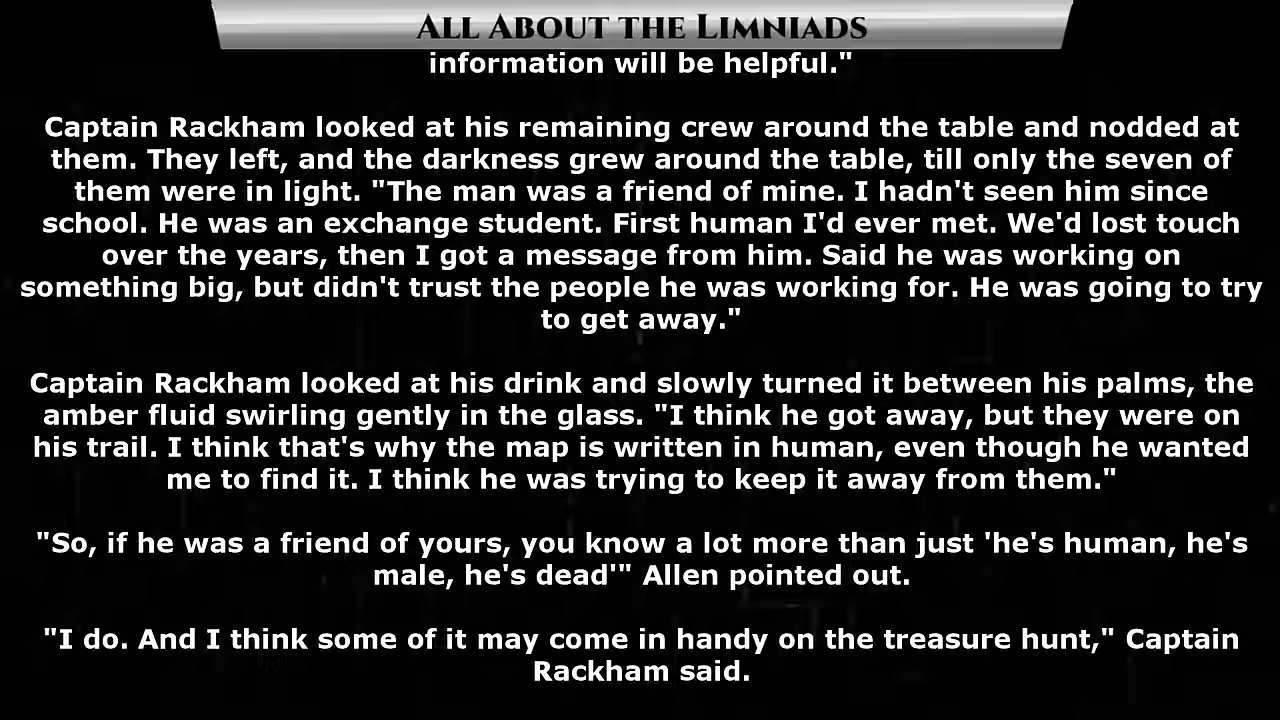 All About the Limniads
information will be helpful."
Captain Rackham looked at his remaining crew around the table and nodded at
them. They left, and the darkness grew around the table, till only the seven of
them were in light. "The man was a friend of mine. I hadn't seen him since
school. He was an exchange student. First human I'd ever met. We'd lost touch
over the years, then I got a message from him. Said he was working on
something big, but didn't trust the people he was working for. He was going to try
to get away."
Captain Rackham looked at his drink and slowly turned it between his palms, the
amber fluid swirling gently in the glass. "I think he got away, but they were on
his trail. I think that's why the map is written in human, even though he wanted
me to find it. I think he was trying to keep it away from them."
"So, if he was a friend of yours, you know a lot more than just 'he's human, he's
male, he's dead'" Allen pointed out.
"I do. And I think some of it may come in handy on the treasure hunt," Captain
Rackham said.